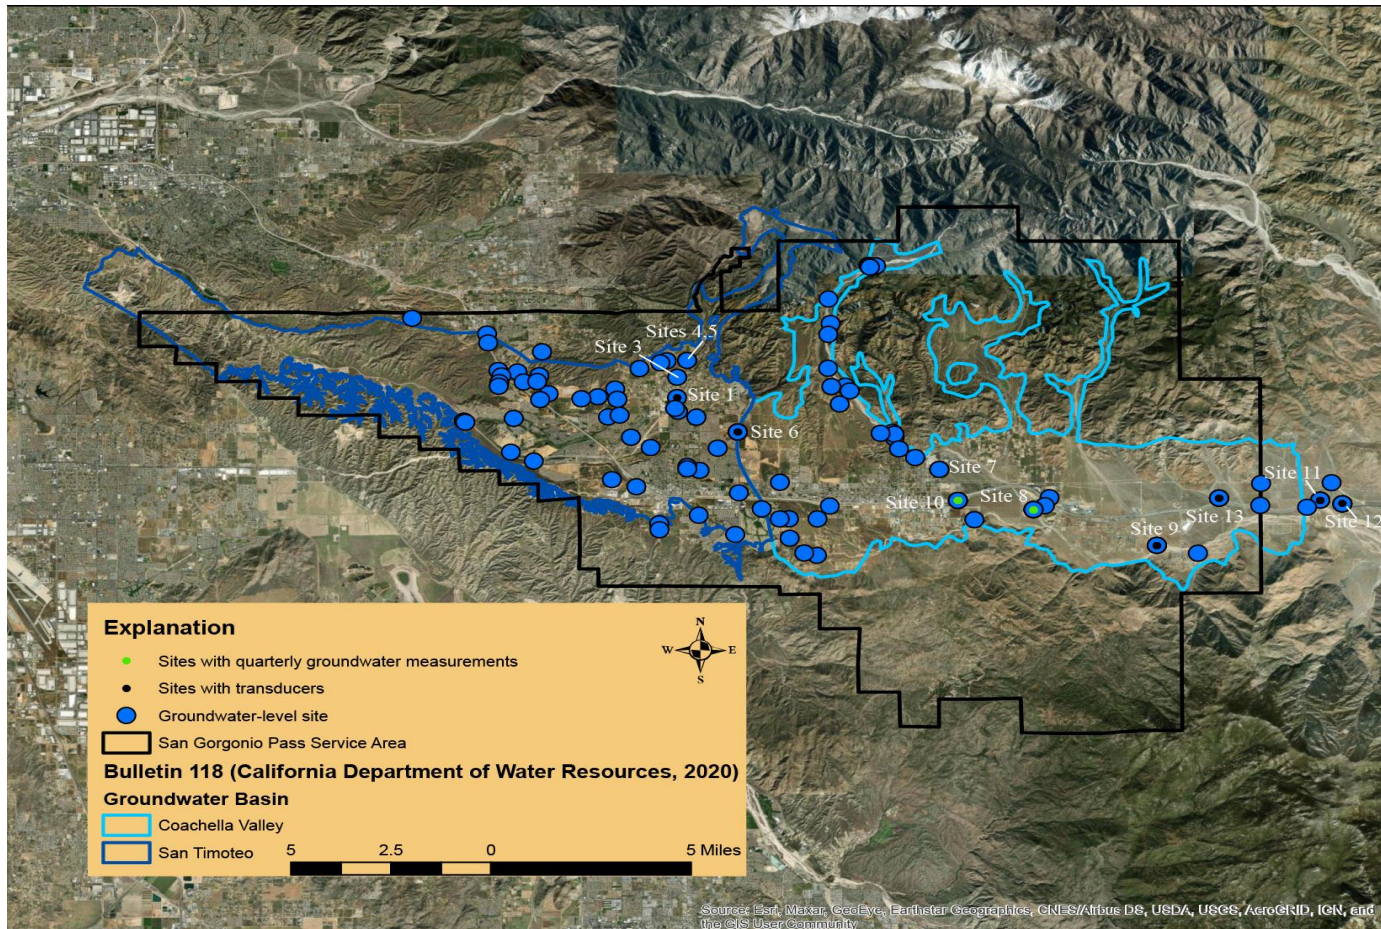 Sites 4,5
Site 3
Site 1
Site 6
Site 7
Site 11
Site 10
Site 8
Site 13
Site 12
Site 9
Explanation
N
W
E
S
Sites with quarterly groundwater measurements
Sites with transducers
Groundwater-level site
San Gorgonio Pass Service Area
Bulletin 118 (California Department of Water Resources, 2020)
Groundwater Basin
Coachella Valley
San Timoteo
5 2.5 0 5 Miles
Source: Esri, Maxar, GeoEye, Earthstar Geographics, CNES/Airbus DS, USDA, USGS, AeroGRID, IGN, and
the GIS User Community